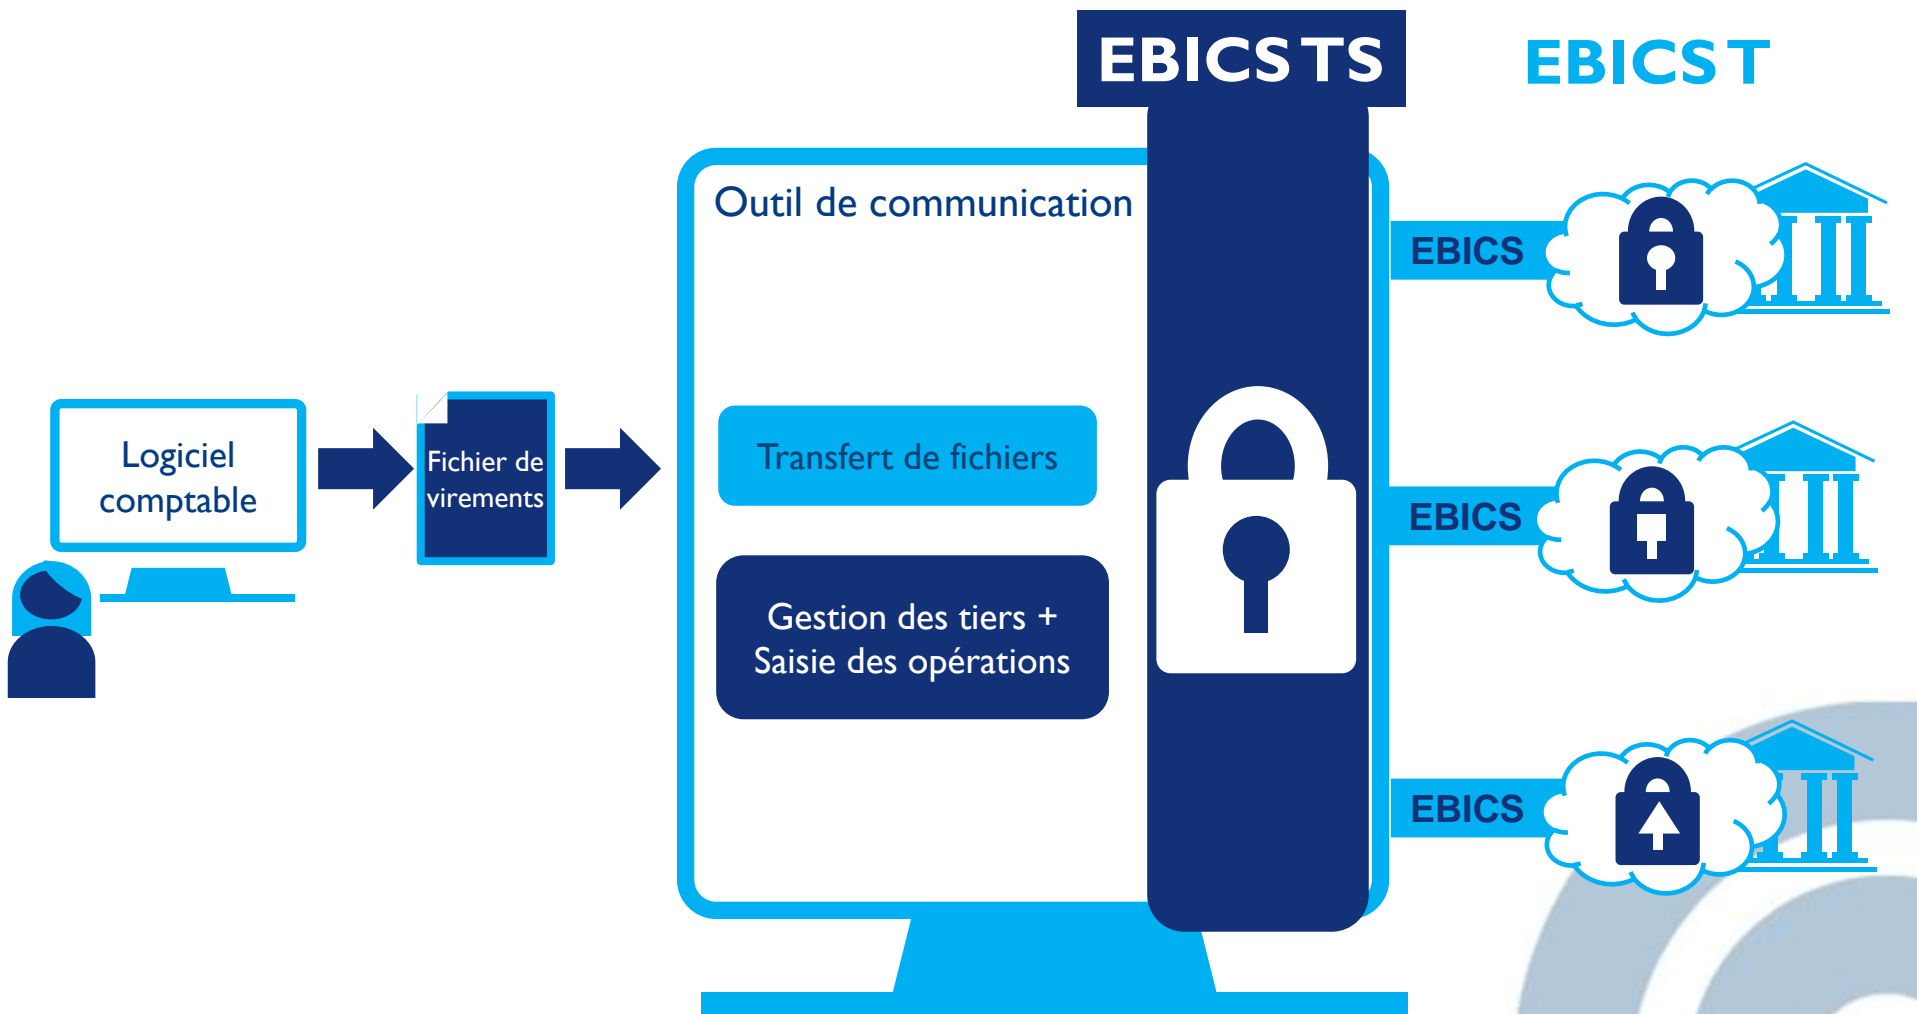 EBICS TS
EBICS T
Outil de communication
EBICS
Logiciel
comptable
Fichier de
virements
Transfert de fichiers
EBICS
Gestion des tiers +
Saisie des opérations
EBICS